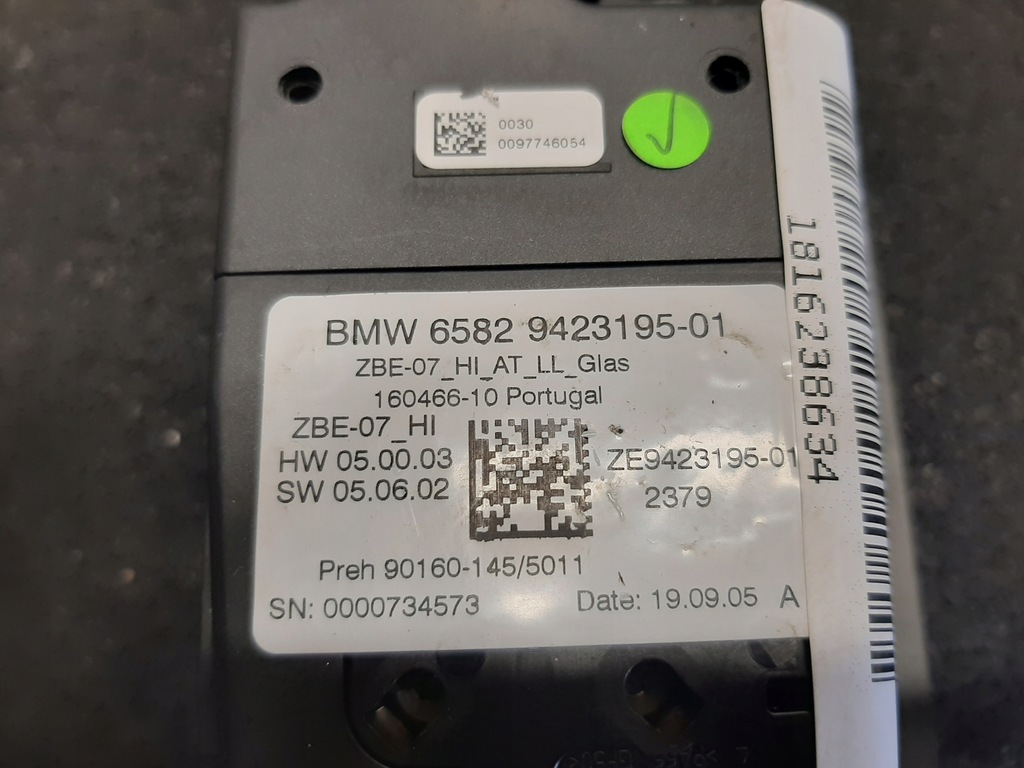 0030
0097746054
BMW 6582 9423195-01
ZBE-07_HI_AT_LL_Glas
160466-10 Portugal
ZBE-07_HI
HW 05.00.03
SW 05.06.02
ZE9423195-01
2379
Preh 90160-145/5011
SN: 0000734573
Date: 19.09.05 A
1816238634